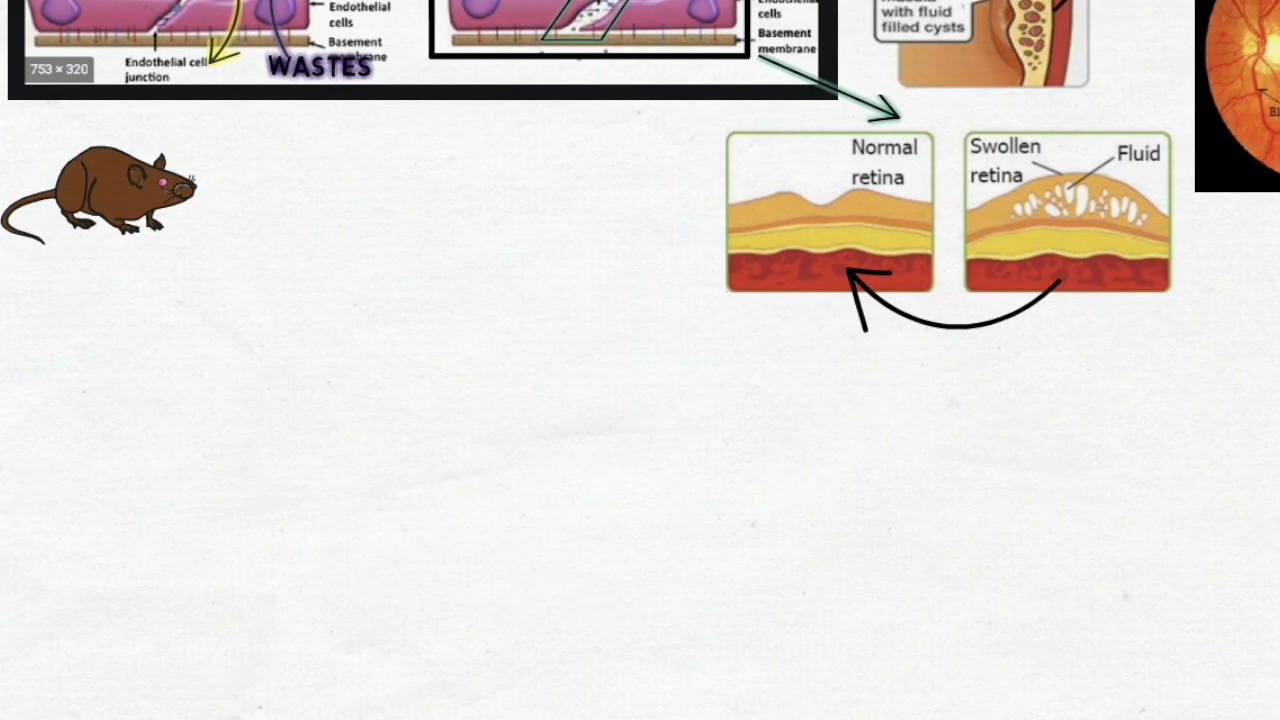 Endothelial
cells
Basement
membrane
Endothelial cell
junction
WASTES
753 × 320
cells
Basement
membrane
with fluid
filled cysts
Normal
retina
Swollen
retina
Fluid